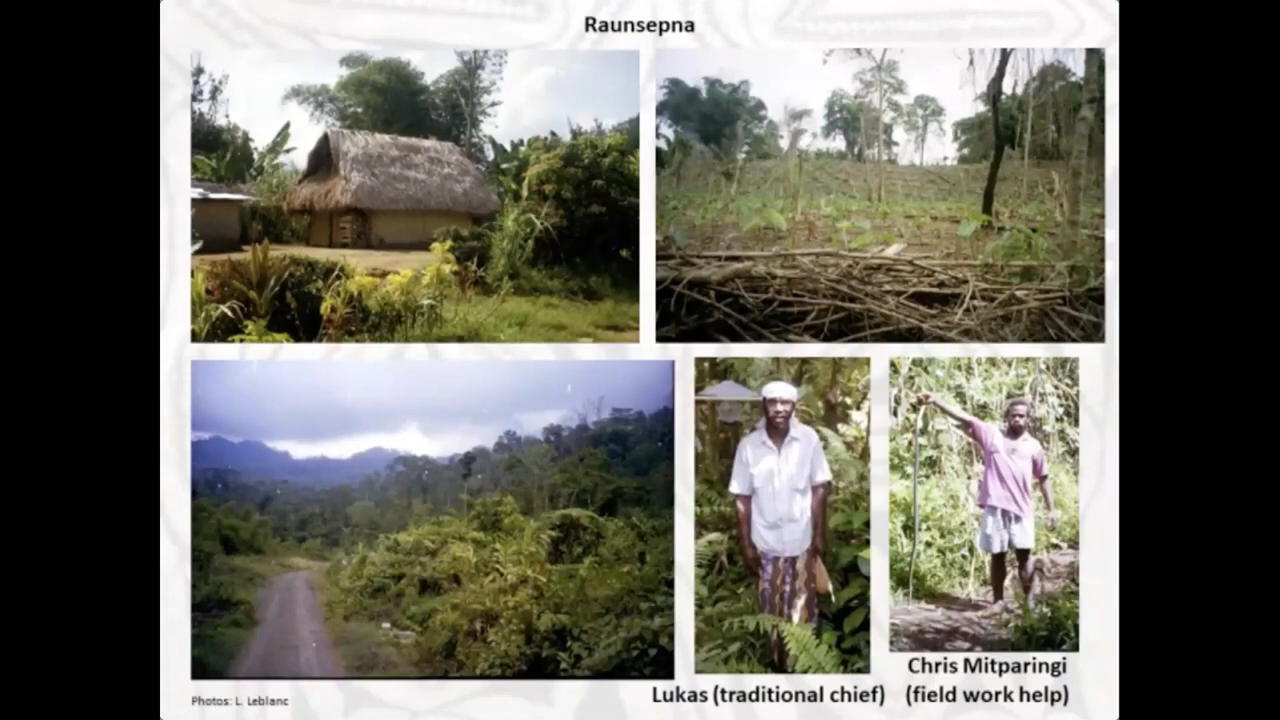 Raunsepna
Chris Mitparingi
Lukas (traditional chief)
(field work help)
Photos: L. Leblanc